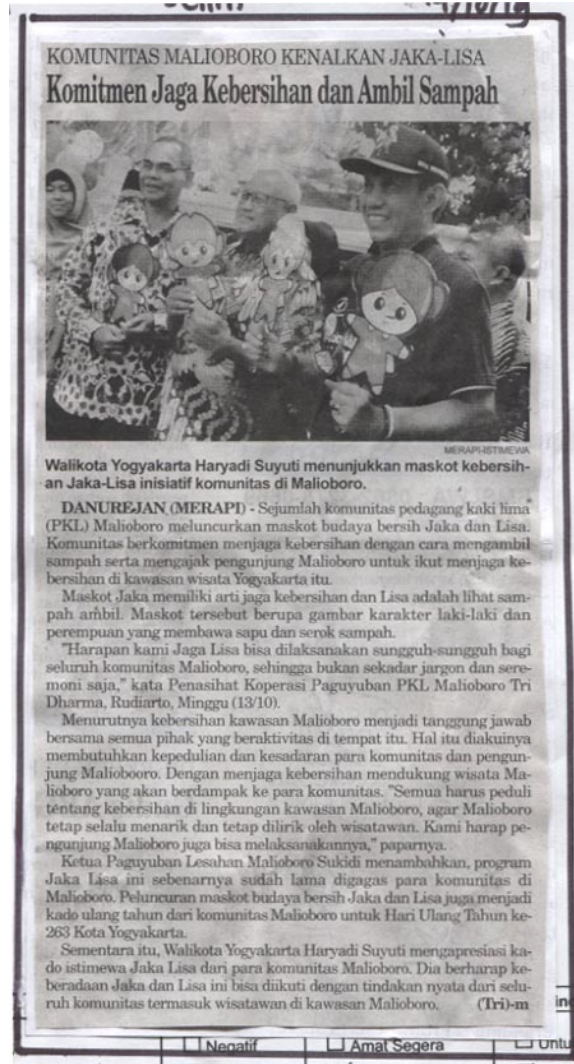 KOMUNITAS MALIOBORO KENALKAN JAKA-LISA
Komitmen Jaga Kebersihan dan Ambil Sampah
MERAPI-ISTIMEWA
Walikota Yogyakarta Haryadi Suyuti menunjukkan maskot kebersih-
an Jaka-Lisa inisiatif komunitas di Malioboro.
DANUREJAN (MERAPI) - Sejumlah komunitas pedagang kaki lima
(PKL) Malioboro meluncurkan maskot budaya bersih Jaka dan Lisa.
Komunitas berkomitmen menjaga kebersihan dengan cara mengambil
sampah serta mengajak pengunjung Malioboro untuk ikut menjaga ke-
bersihan di kawasan wisata Yogyakarta itu.
Maskot Jaka memiliki arti jaga kebersihan dan Lisa adalah lihat sam-
pah ambil. Maskot tersebut berupa gambar karakter laki-laki dan
perempuan yang membawa sapu dan serok sampah.
"Harapan kami Jaga Lisa bisa dilaksanakan sungguh-sungguh bagi
seluruh komunitas Malioboro, sehingga bukan sekadar jargon dan sere-
moni saja," kata Penasihat Koperasi Paguyuban PKL Malioboro Tri
Dharma, Rudiarto, Minggu (13/10).
Menurutnya kebersihan kawasan Malioboro menjadi tanggung jawab
bersama semua pihak yang beraktivitas di tempat itu. Hal itu diakuinya
membutuhkan kepedulian dan kesadaran para komunitas dan pengun-
jung Maliobooro. Dengan menjaga kebersihan mendukung wisata Ma-
lioboro yang akan berdampak ke para komunitas. "Semua harus peduli
tentang kebersihan di lingkungan kawasan Malioboro, agar Malioboro
tetap selalu menarik dan tetap dilirik oleh wisatawan. Kami harap pe-
ngunjung Malioboro juga bisa melaksanakannya," paparnya.
Ketua Paguyuban Lesahan Malioboro Sukidi menambahkan, program
Jaka Lisa ini sebenarnya sudah lama digagas para komunitas di
Malioboro. Peluncuran maskot budaya bersih Jaka dan Lisa juga menjadi
kado ulang tahun dari komunitas Malioboro untuk Hari Ulang Tahun ke-
263 Kota Yogyakarta.
Sementara itu, Walikota Yogyakarta Haryadi Suyuti mengapresiasi ka-
do istimewa Jaka Lisa dari para komunitas Malioboro. Dia berharap ke-
beradaan Jaka dan Lisa ini bisa diikuti dengan tindakan nyata dari selu-
ruh komunitas termasuk wisatawan di kawasan Malioboro. (Tri)-m
Negatif Amat Segera Untu